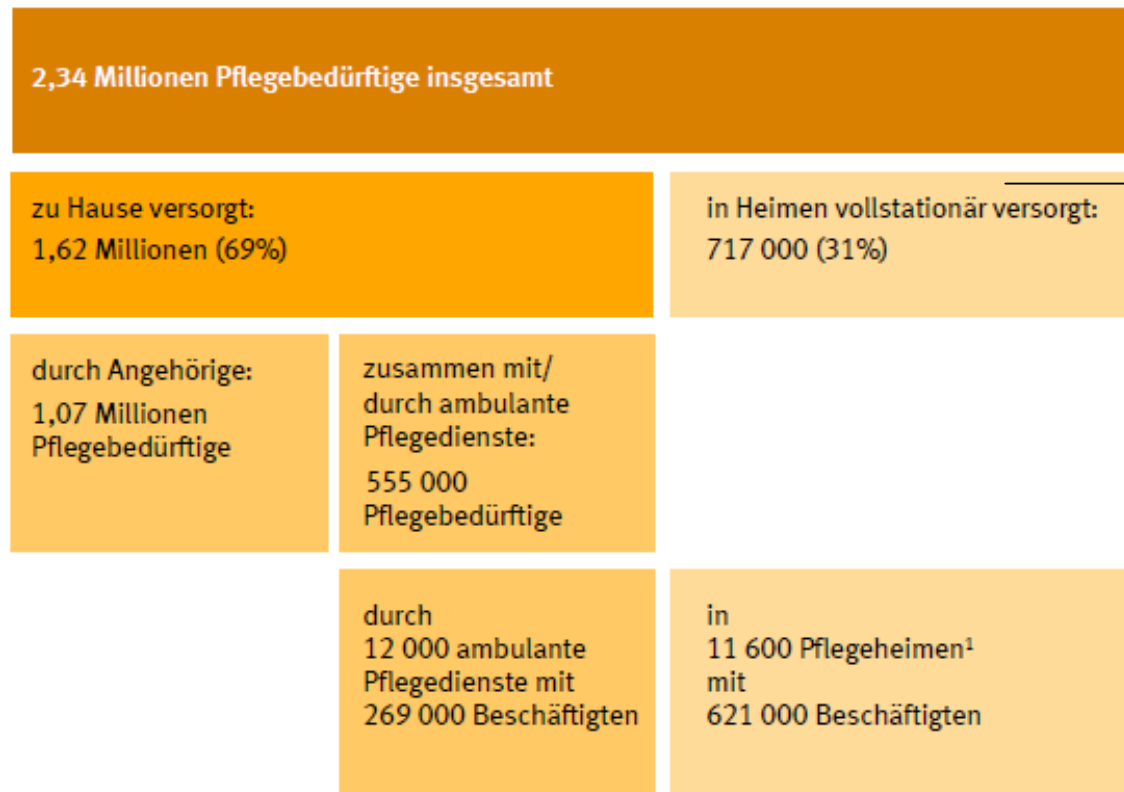 2,34 Millionen Pflegebedürftige insgesamt
zu Hause versorgt:
1,62 Millionen (69%)
in Heimen vollstationär versorgt:
717 000 (31%)
durch Angehörige:
1,07 Millionen
Pflegebedürftige
zusammen mit/
durch ambulante
Pflegedienste:
555 000
Pflegebedürftige
durch
12 000 ambulante
Pflegedienste mit
269 000 Beschäftigten
in
11 600 Pflegeheimen¹
mit
621 000 Beschäftigten